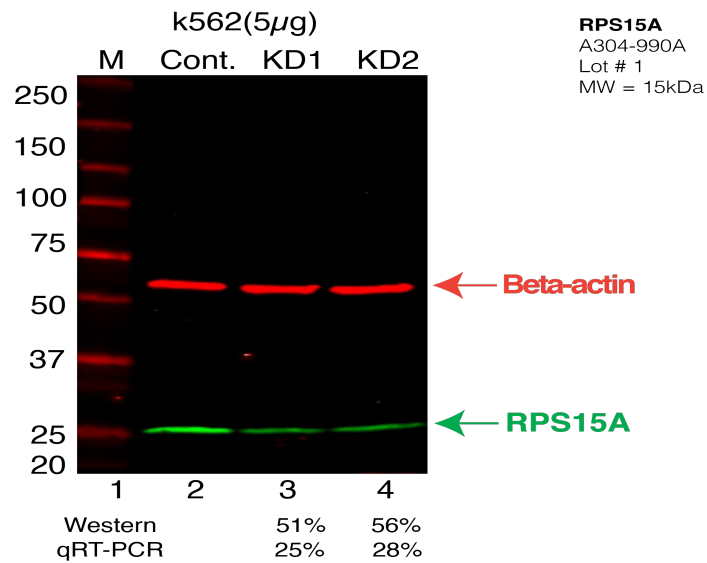 k562(5µg)
RPS15A
A304-990A
Lot # 1
MW = 15kDa
M Cont. KD1 KD2
250
150
100
75
50
37
25
20
Beta-actin
RPS15A
1 2 3 4
Western 51% 56%
qRT-PCR 25% 28%